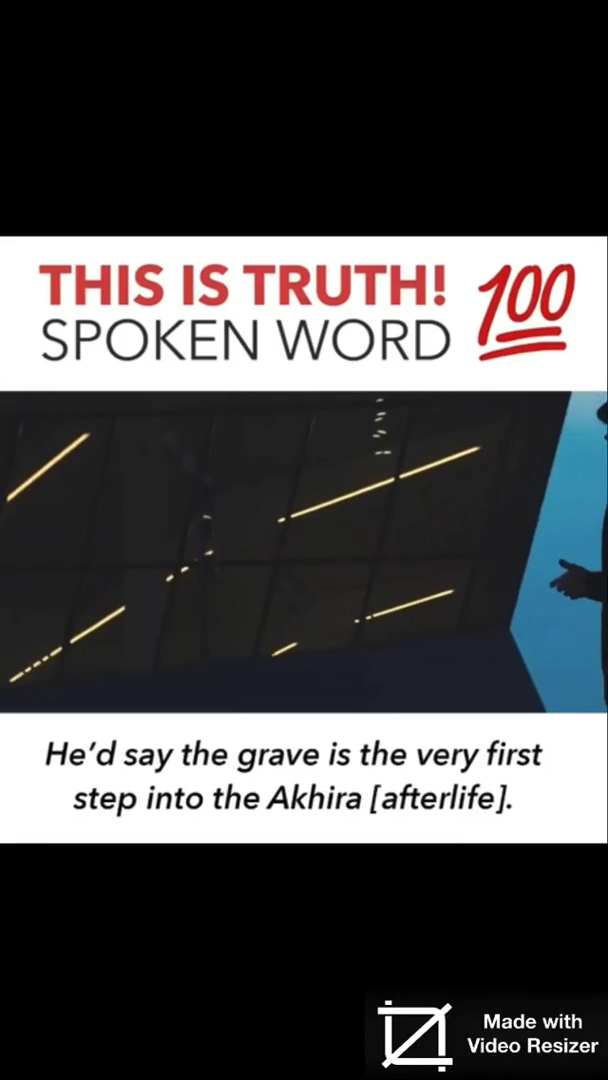 THIS IS TRUTH! 💯
SPOKEN WORD
He'd say the grave is the very first
step into the Akhira [afterlife].
Made with
Video Resizer